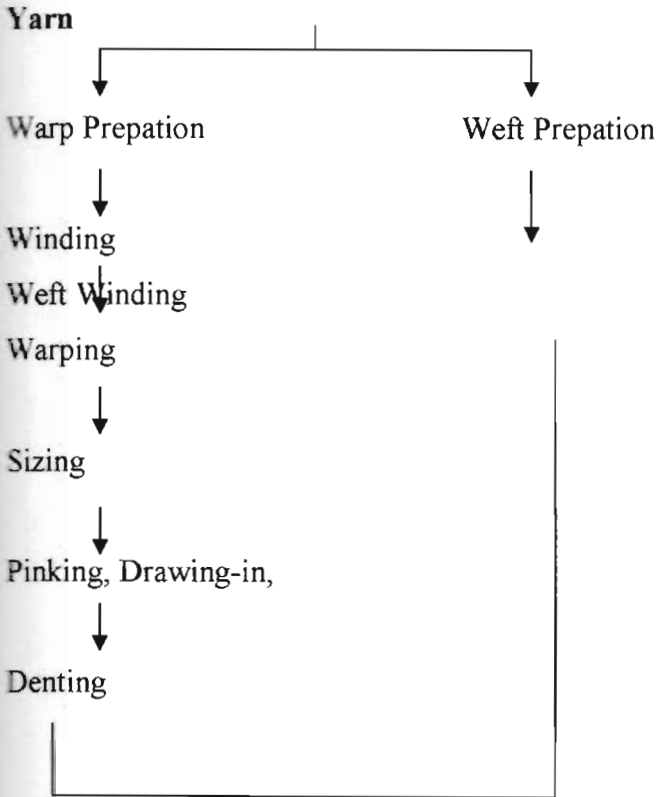 Yarn
Warp Prepation Weft Prepation
Winding
Weft Winding
Warping
Sizing
Pinking, Drawing-in,
Denting